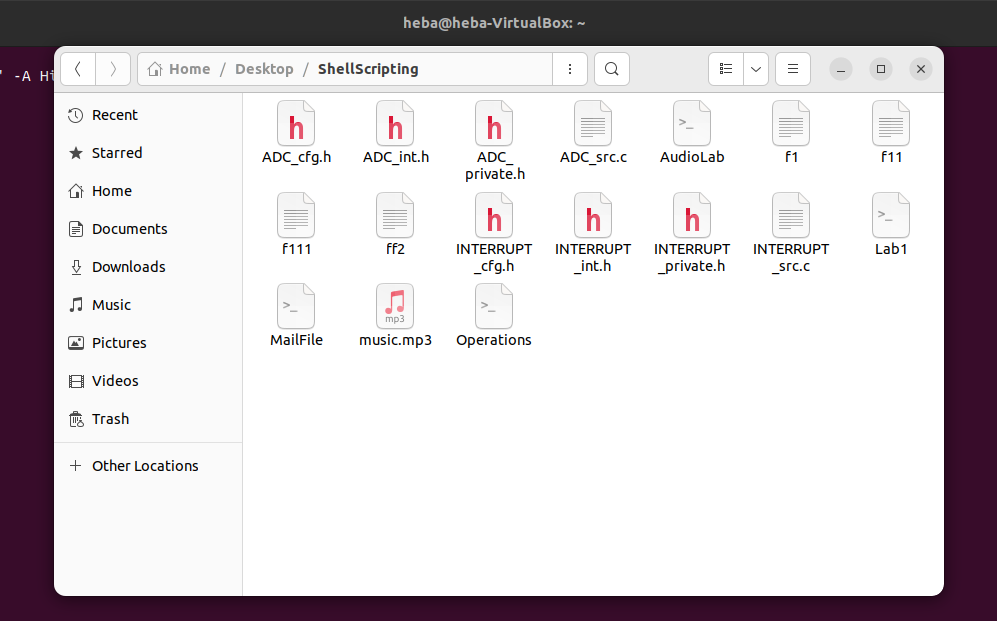 heba@heba-VirtualBox: ~
' -A Hi
Home / Desktop / ShellScripting
Recent
Starred
Home
Documents
Downloads
Music
Pictures
Videos
Trash
Other Locations
ADC_cfg.h
ADC_int.h
ADC_
private.h
ADC_src.c
AudioLab
f1
f11
f111
ff2
INTERRUPT
_cfg.h
INTERRUPT
_int.h
INTERRUPT
_private.h
INTERRUPT
_src.c
Lab1
MailFile
mp3
music.mp3
Operations